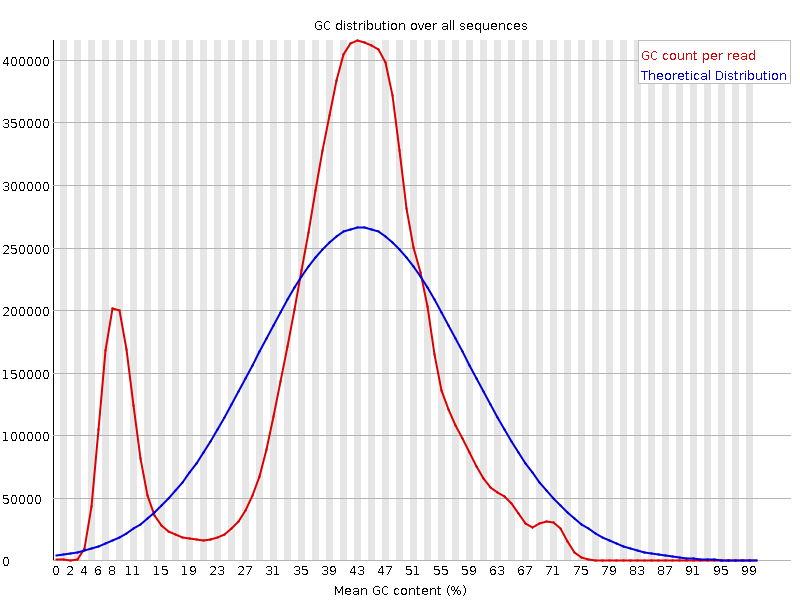 GC distribution over all sequences
GC count per read
Theoretical Distribution
400000
350000
300000
250000
200000
150000
100000
50000
0
0 2 4 6 8 11 15 19 23 27 31 35 39 43 47 51 55 59 63 67 71 75 79 83 87 91 95 99
Mean GC content (%)